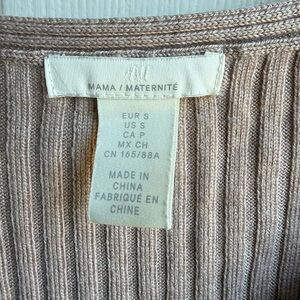 H&M
MAMA / MATERNITÉ
EUR S
US S
CA P
MX CH
CN 165/88A
MADE IN
CHINA
FABRIQUÉ EN
CHINE